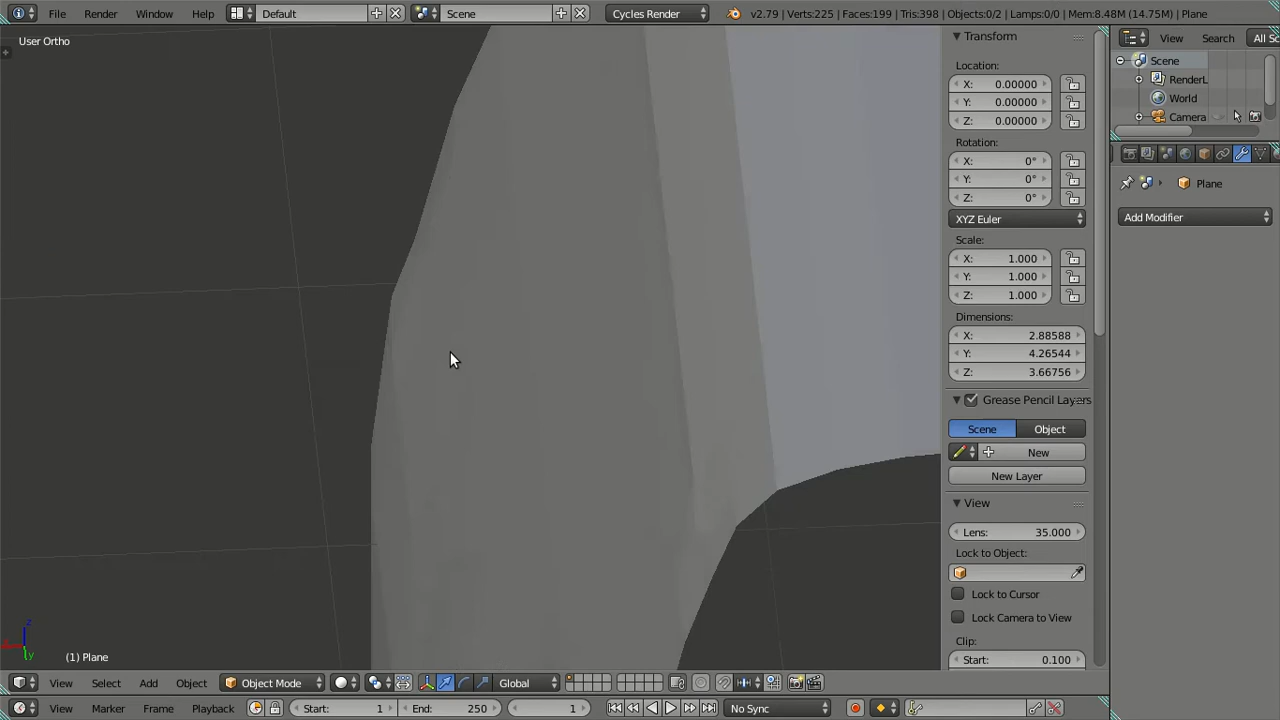 File Render Window Help Default Scene Cycles Render v2.79 | Verts:225 | Faces:199 | Tris:398 | Objects:0/2 | Lamps:0/0 | Mem:8.48M (14.75M) | Plane
User Ortho
Transform
Location:
X: 0.00000
Y: 0.00000
Z: 0.00000
Rotation:
X: 0°
Y: 0°
Z: 0°
XYZ Euler
Scale:
X: 1.000
Y: 1.000
Z: 1.000
Dimensions:
X: 2.88588
Y: 4.26544
Z: 3.66756
Grease Pencil Layers
Scene Object
New
New Layer
View
Lens: 35.000
Lock to Object:
Lock to Cursor
Lock Camera to View
Clip:
Start: 0.100
View Search All Sc
Scene
RenderL
World
Camera
Plane
Add Modifier
z
y
(1) Plane
View Select Add Object Object Mode Global
View Marker Frame Playback Start: 1 End: 250 1 No Sync